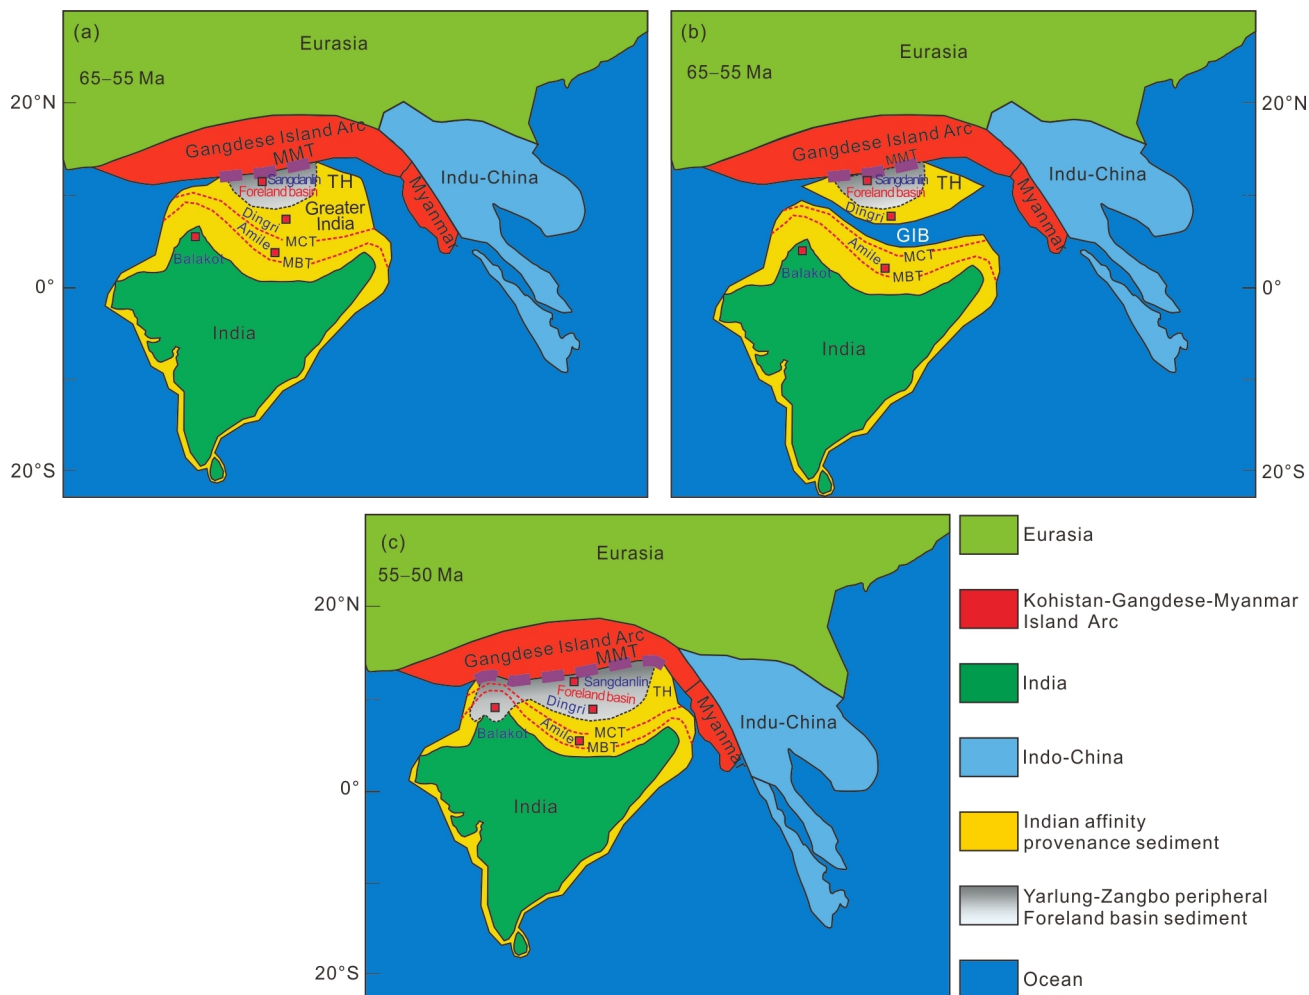 (a)
Eurasia
65–55 Ma
20°N
Gangdese Island Arc
MMT
Sangdanlin
Foreland basin
TH
Greater
India
Dingri
Amile
MCT
MBT
Balakot
Myanmar
Indu-China
0°
India
20°S
(b)
Eurasia
65–55 Ma
20°N
Gangdese Island Arc
MMT
Sangdanlin
Foreland basin
TH
Dingri
GIB
Amile
MCT
MBT
Balakot
Myanmar
Indu-China
0°
India
20°S
(c)
Eurasia
55–50 Ma
20°N
Gangdese Island Arc
MMT
Sangdanlin
Foreland basin
TH
Dingri
Amile
MCT
MBT
Balakot
Myanmar
Indu-China
0°
India
20°S
Eurasia
Kohistan-Gangdese-Myanmar
Island Arc
India
Indo-China
Indian affinity
provenance sediment
Yarlung-Zangbo peripheral
Foreland basin sediment
Ocean